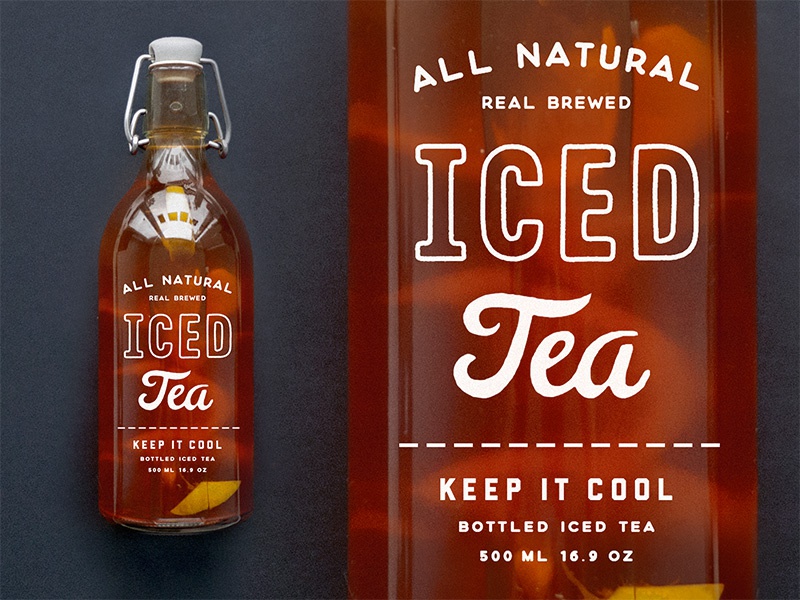 ALL NATURAL
REAL BREWED
ICED
Tea
KEEP IT COOL
BOTTLED ICED TEA
500 ML 16.9 OZ
ALL NATURAL
REAL BREWED
ICED
Tea
KEEP IT COOL
BOTTLED ICED TEA
500 ML 16.9 OZ